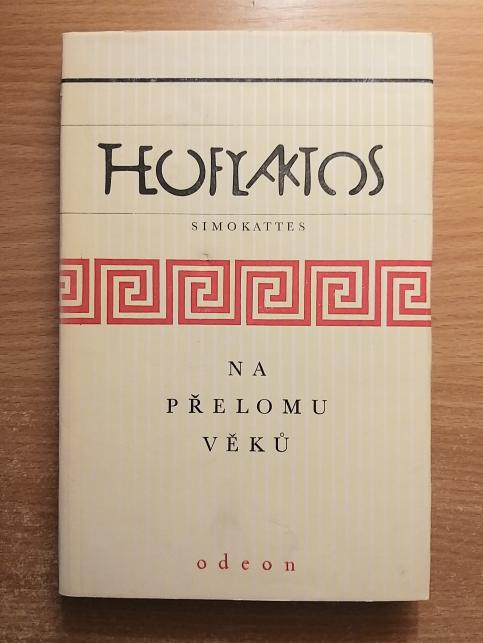 THEOFYLAKTOS
SIMOKATTES
NA
PŘELOMU
VĚKŮ
odeon